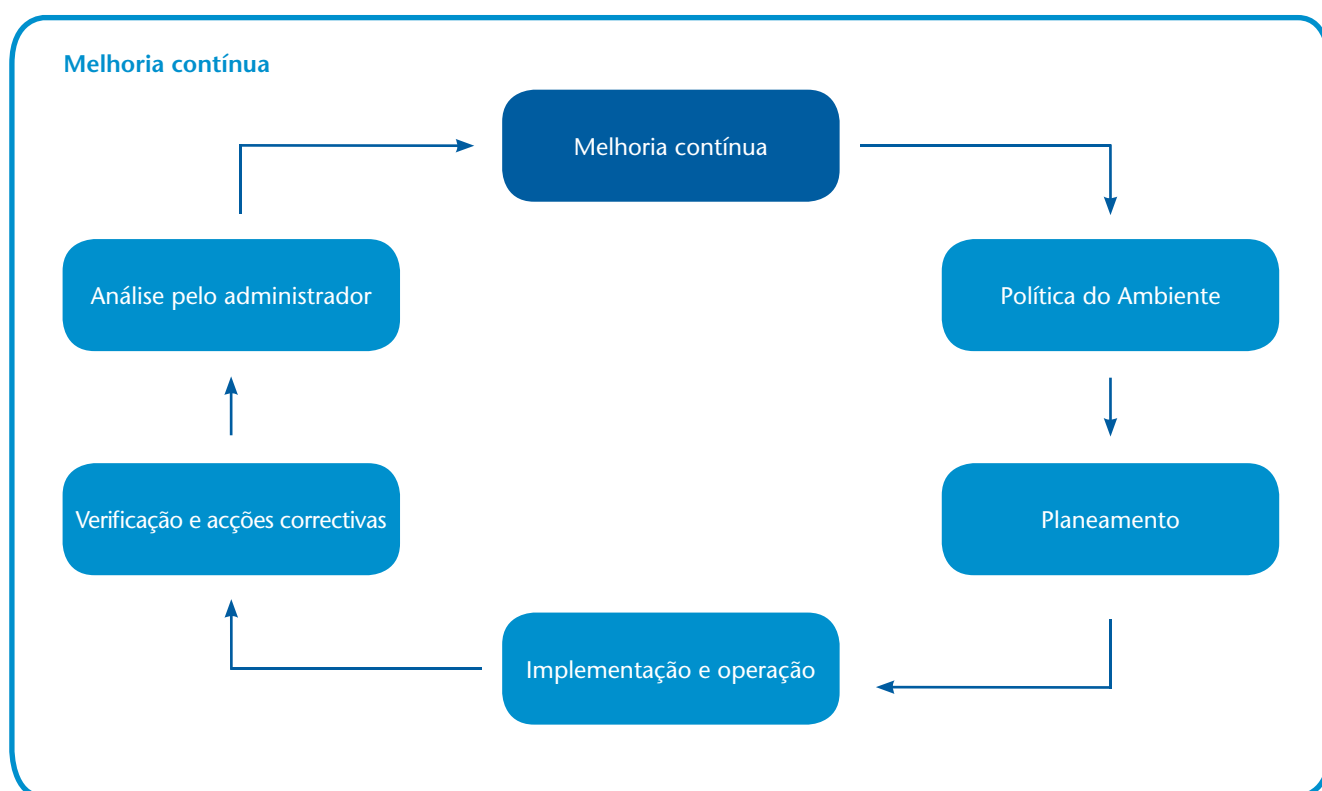 Melhoria contínua
Melhoria contínua
Análise pelo administrador
Política do Ambiente
Verificação e acções correctivas
Planeamento
Implementação e operação